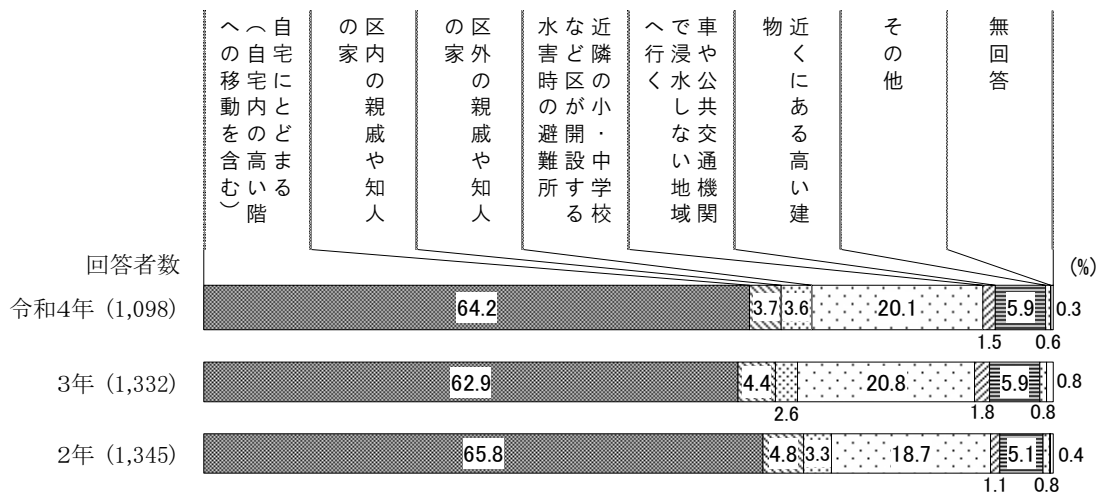 自宅にとどまる
（自宅内の高い階
への移動を含む）
区内の親戚や知人
の家
区外の親戚や知人
の家
近隣の小・中学校
など区が開設する
水害時の避難所
車や公共交通機関
で浸水しない地域
へ行く
近くにある高い建
物
その他
無回答
回答者数
(%)
令和4年 (1,098)
64.2
3.7
3.6
20.1
1.5
5.9
0.6
0.3
3年 (1,332)
62.9
4.4
2.6
20.8
1.8
5.9
0.8
0.8
2年 (1,345)
65.8
4.8
3.3
18.7
1.1
5.1
0.8
0.4